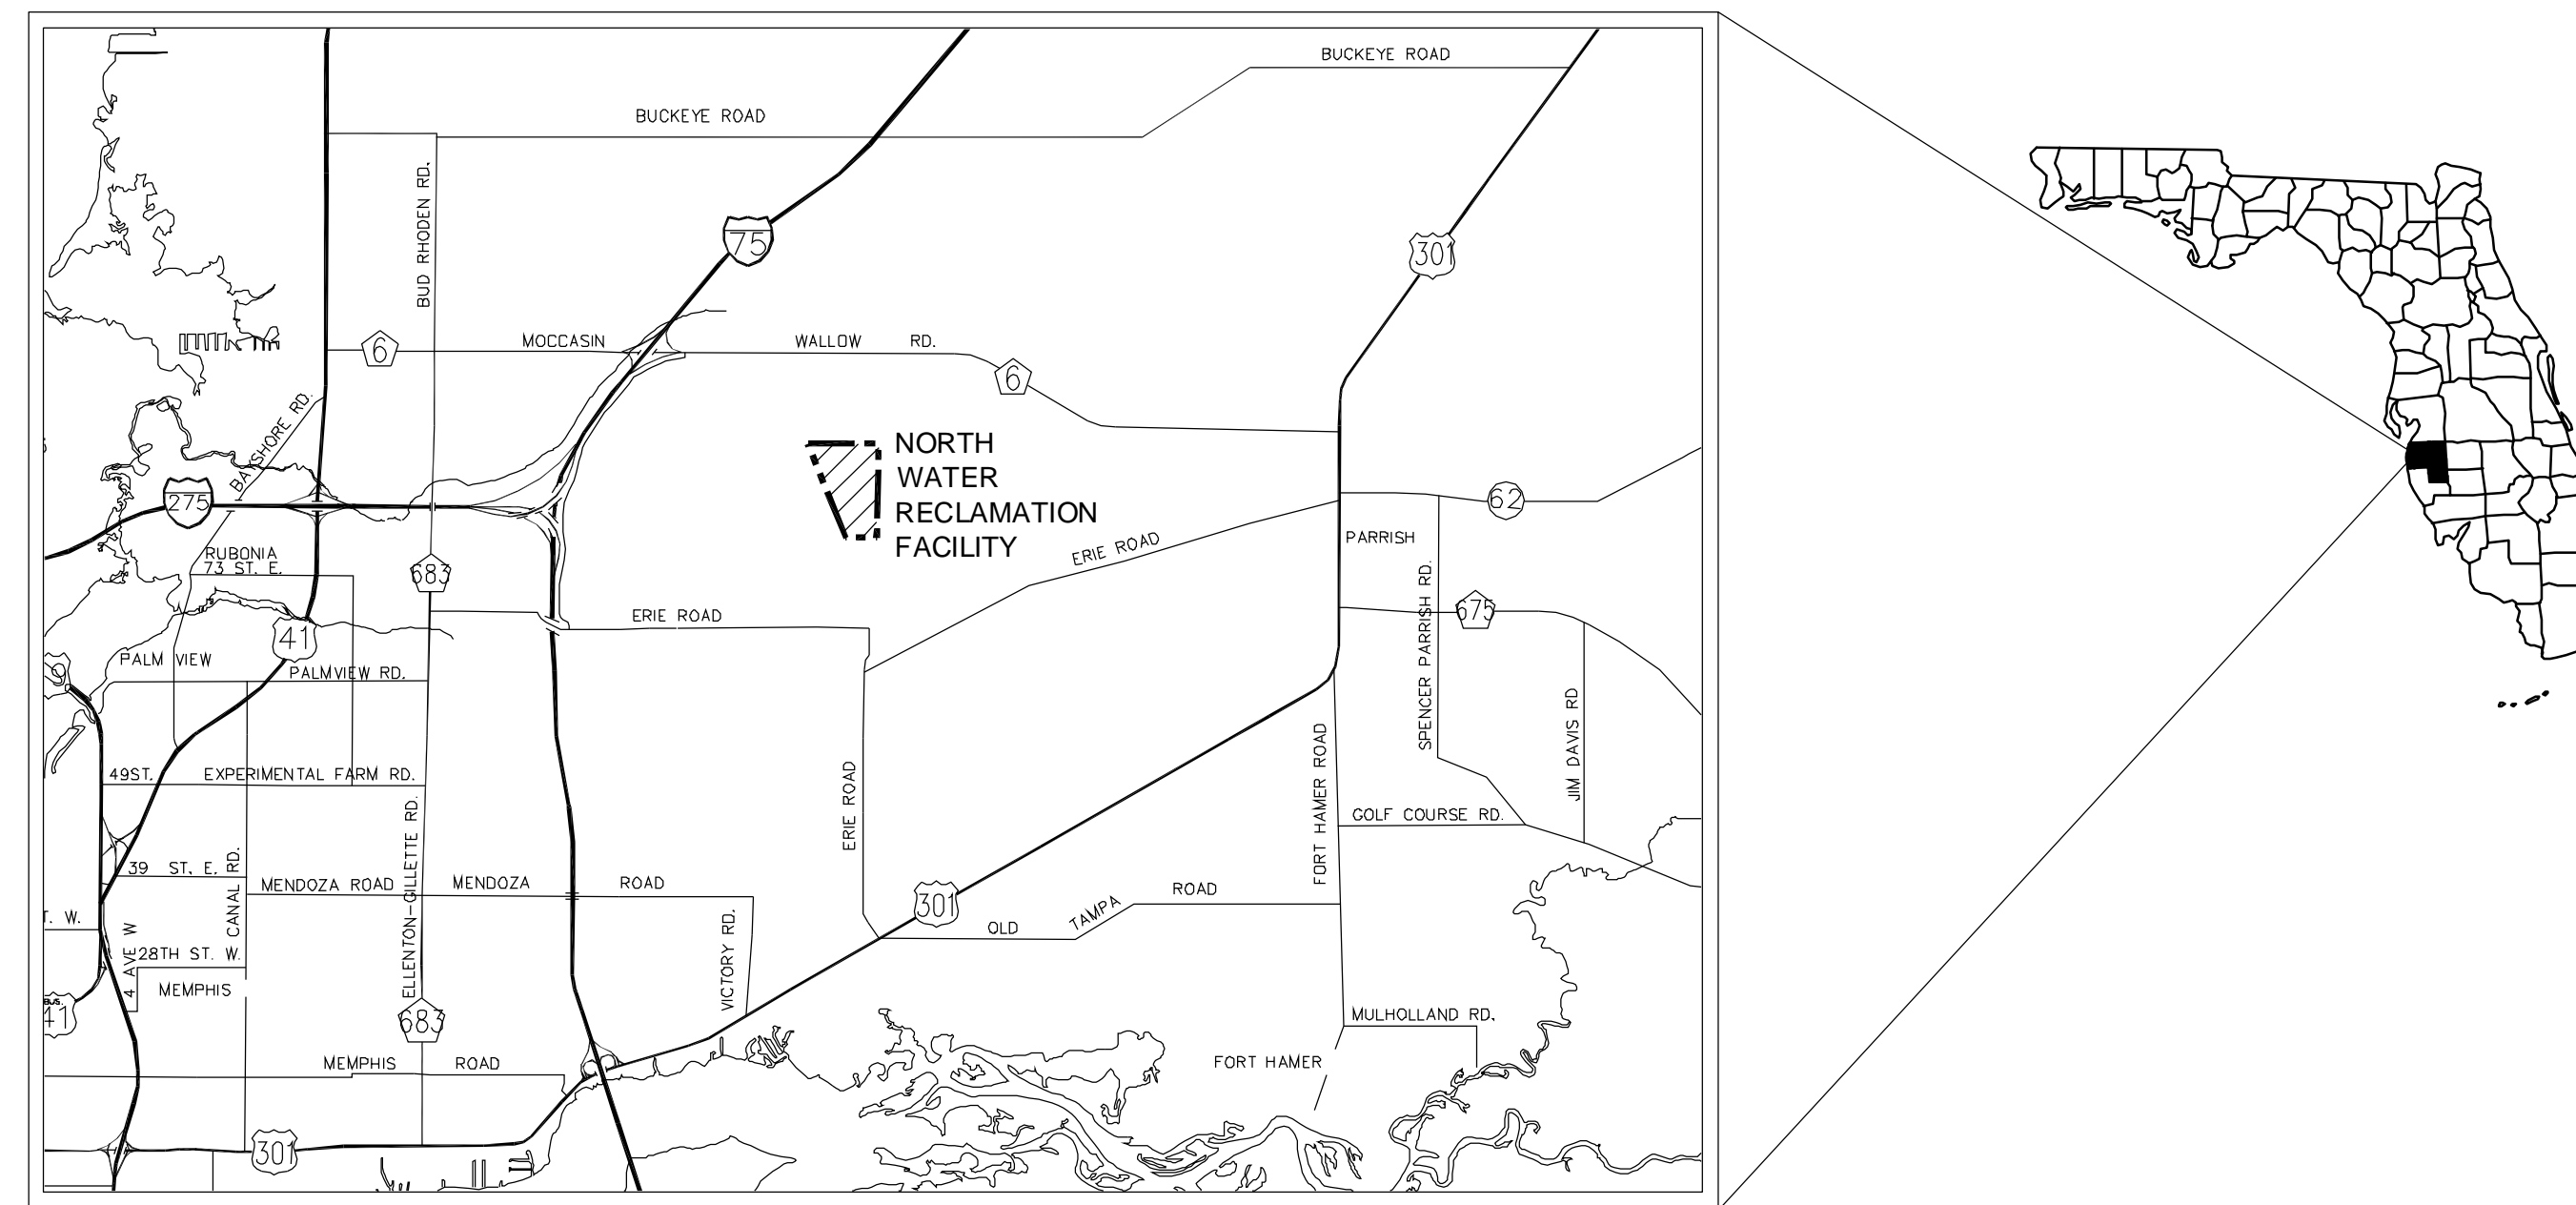 BUCKEYE ROAD
BUCKEYE ROAD
BUD RHODEN RD.
75
301
6
MOCCASIN WALLOW RD.
6
BAYSHORE RD.
NORTH
WATER
RECLAMATION
FACILITY
275
62
PARRISH
ERIE ROAD
RUBONIA
73 ST. E.
683
SPENCER PARRISH RD.
675
ERIE ROAD
41
PALM VIEW
PALMVIEW RD.
JIM DAVIS RD
FORT HAMER ROAD
49ST. EXPERIMENTAL FARM RD.
ERIE ROAD
ELLENTON-GILLETTE RD.
GOLF COURSE RD.
39 ST. E.
CANAL RD.
MENDOZA ROAD MENDOZA ROAD
301
OLD TAMPA ROAD
T. W.
4 AVE W
28TH ST. W.
VICTORY RD.
MEMPHIS
BUS.
41
683
MULHOLLAND RD.
MEMPHIS ROAD
FORT HAMER
301